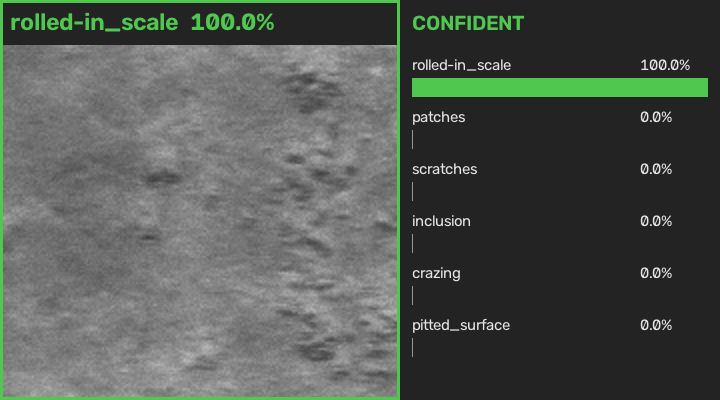 rolled-in_scale 100.0%
CONFIDENT
rolled-in_scale 100.0%
patches 0.0%
scratches 0.0%
inclusion 0.0%
crazing 0.0%
pitted_surface 0.0%